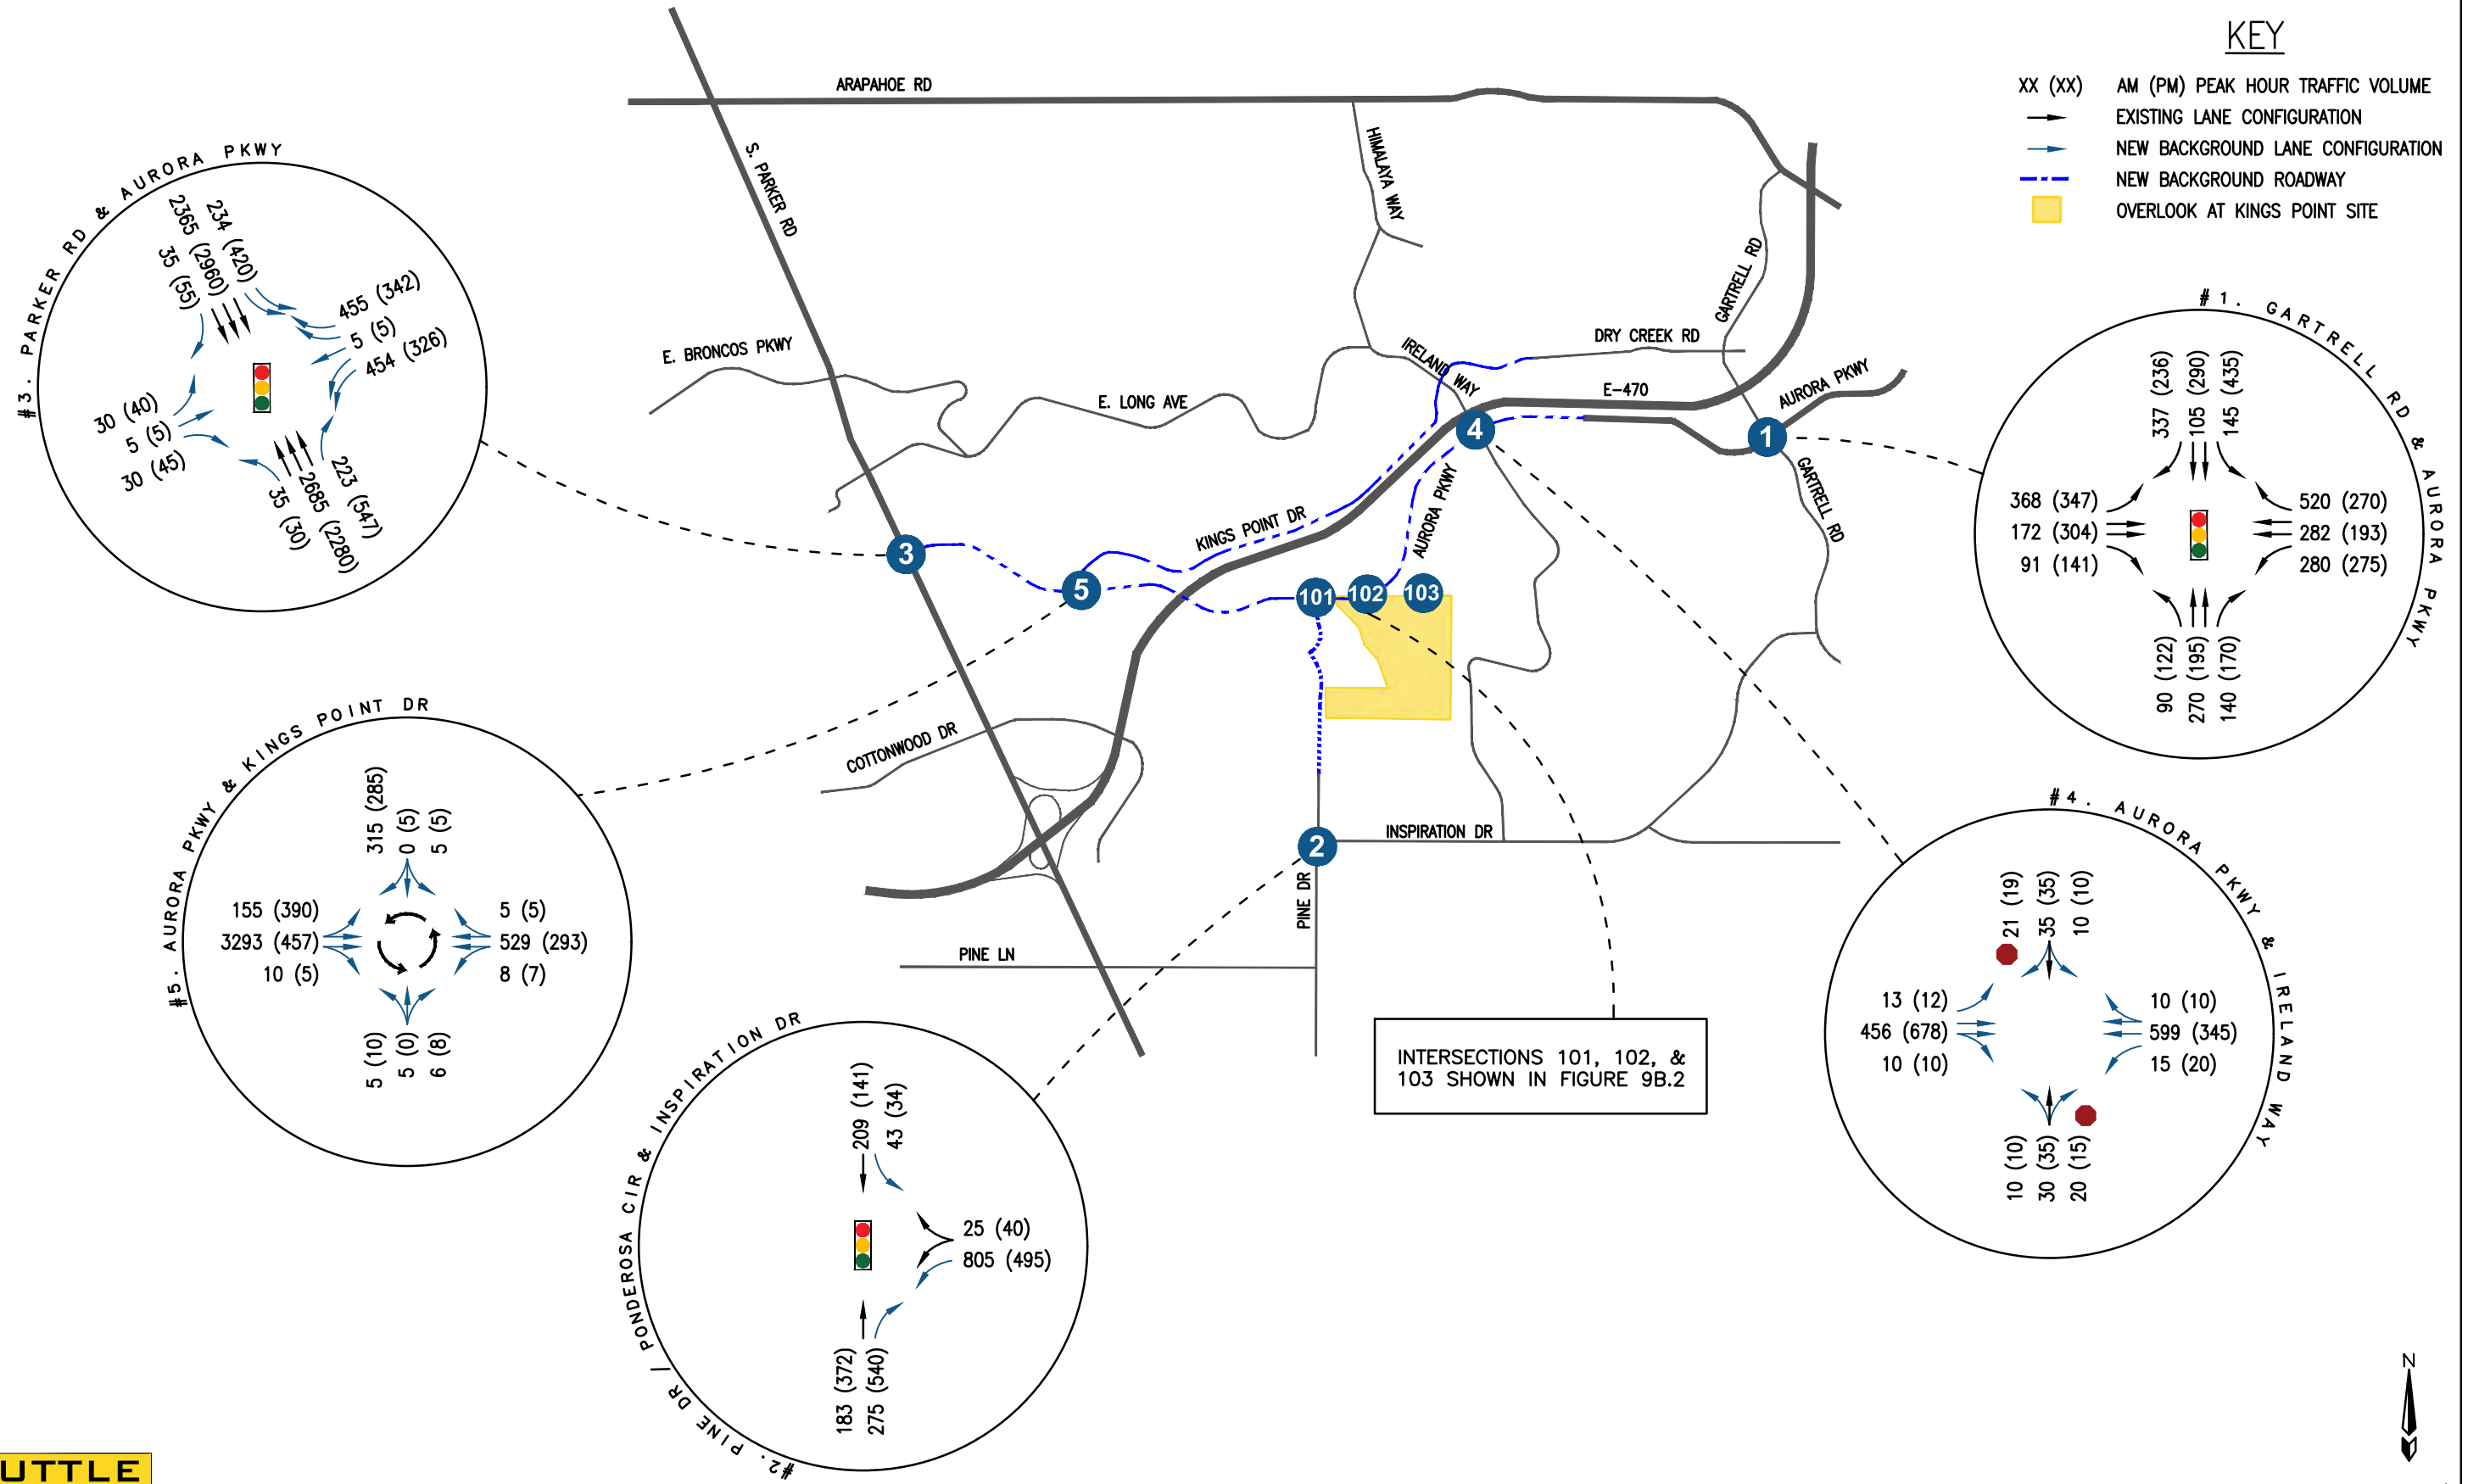 KEY
XX (XX) AM (PM) PEAK HOUR TRAFFIC VOLUME
EXISTING LANE CONFIGURATION
NEW BACKGROUND LANE CONFIGURATION
NEW BACKGROUND ROADWAY
OVERLOOK AT KINGS POINT SITE
ARAPAHOE RD
S. PARKER RD
HIMALAYA WAY
GARTRELL RD
E. BRONCOS PKWY
IRELAND WAY
DRY CREEK RD
E-470
AURORA PKWY
E. LONG AVE
GARTRELL RD
KINGS POINT DR
AURORA PKWY
COTTONWOOD DR
INSPIRATION DR
PINE DR
PINE LN
1
2
3
4
5
101
102
103
#3. PARKER RD & AURORA PKWY
35 (55)
2365 (2960)
234 (420)
455 (342)
5 (5)
454 (326)
30 (40)
5 (5)
30 (45)
35 (30)
2685 (2280)
223 (547)
#1. GARTRELL RD & AURORA PKWY
337 (236)
105 (290)
145 (435)
368 (347)
172 (304)
91 (141)
520 (270)
282 (193)
280 (275)
90 (122)
270 (195)
140 (170)
#5. AURORA PKWY & KINGS POINT DR
315 (285)
0 (5)
5 (5)
155 (390)
3293 (457)
10 (5)
5 (5)
529 (293)
8 (7)
5 (10)
5 (0)
6 (8)
#4. AURORA PKWY & IRELAND WAY
21 (19)
35 (35)
10 (10)
13 (12)
456 (678)
10 (10)
10 (10)
599 (345)
15 (20)
10 (10)
30 (35)
20 (15)
#2. PINE DR / PONDEROSA CIR & INSPIRATION DR
209 (141)
43 (34)
25 (40)
805 (495)
183 (372)
275 (540)
INTERSECTIONS 101, 102, &
103 SHOWN IN FIGURE 9B.2
N
UTTLE